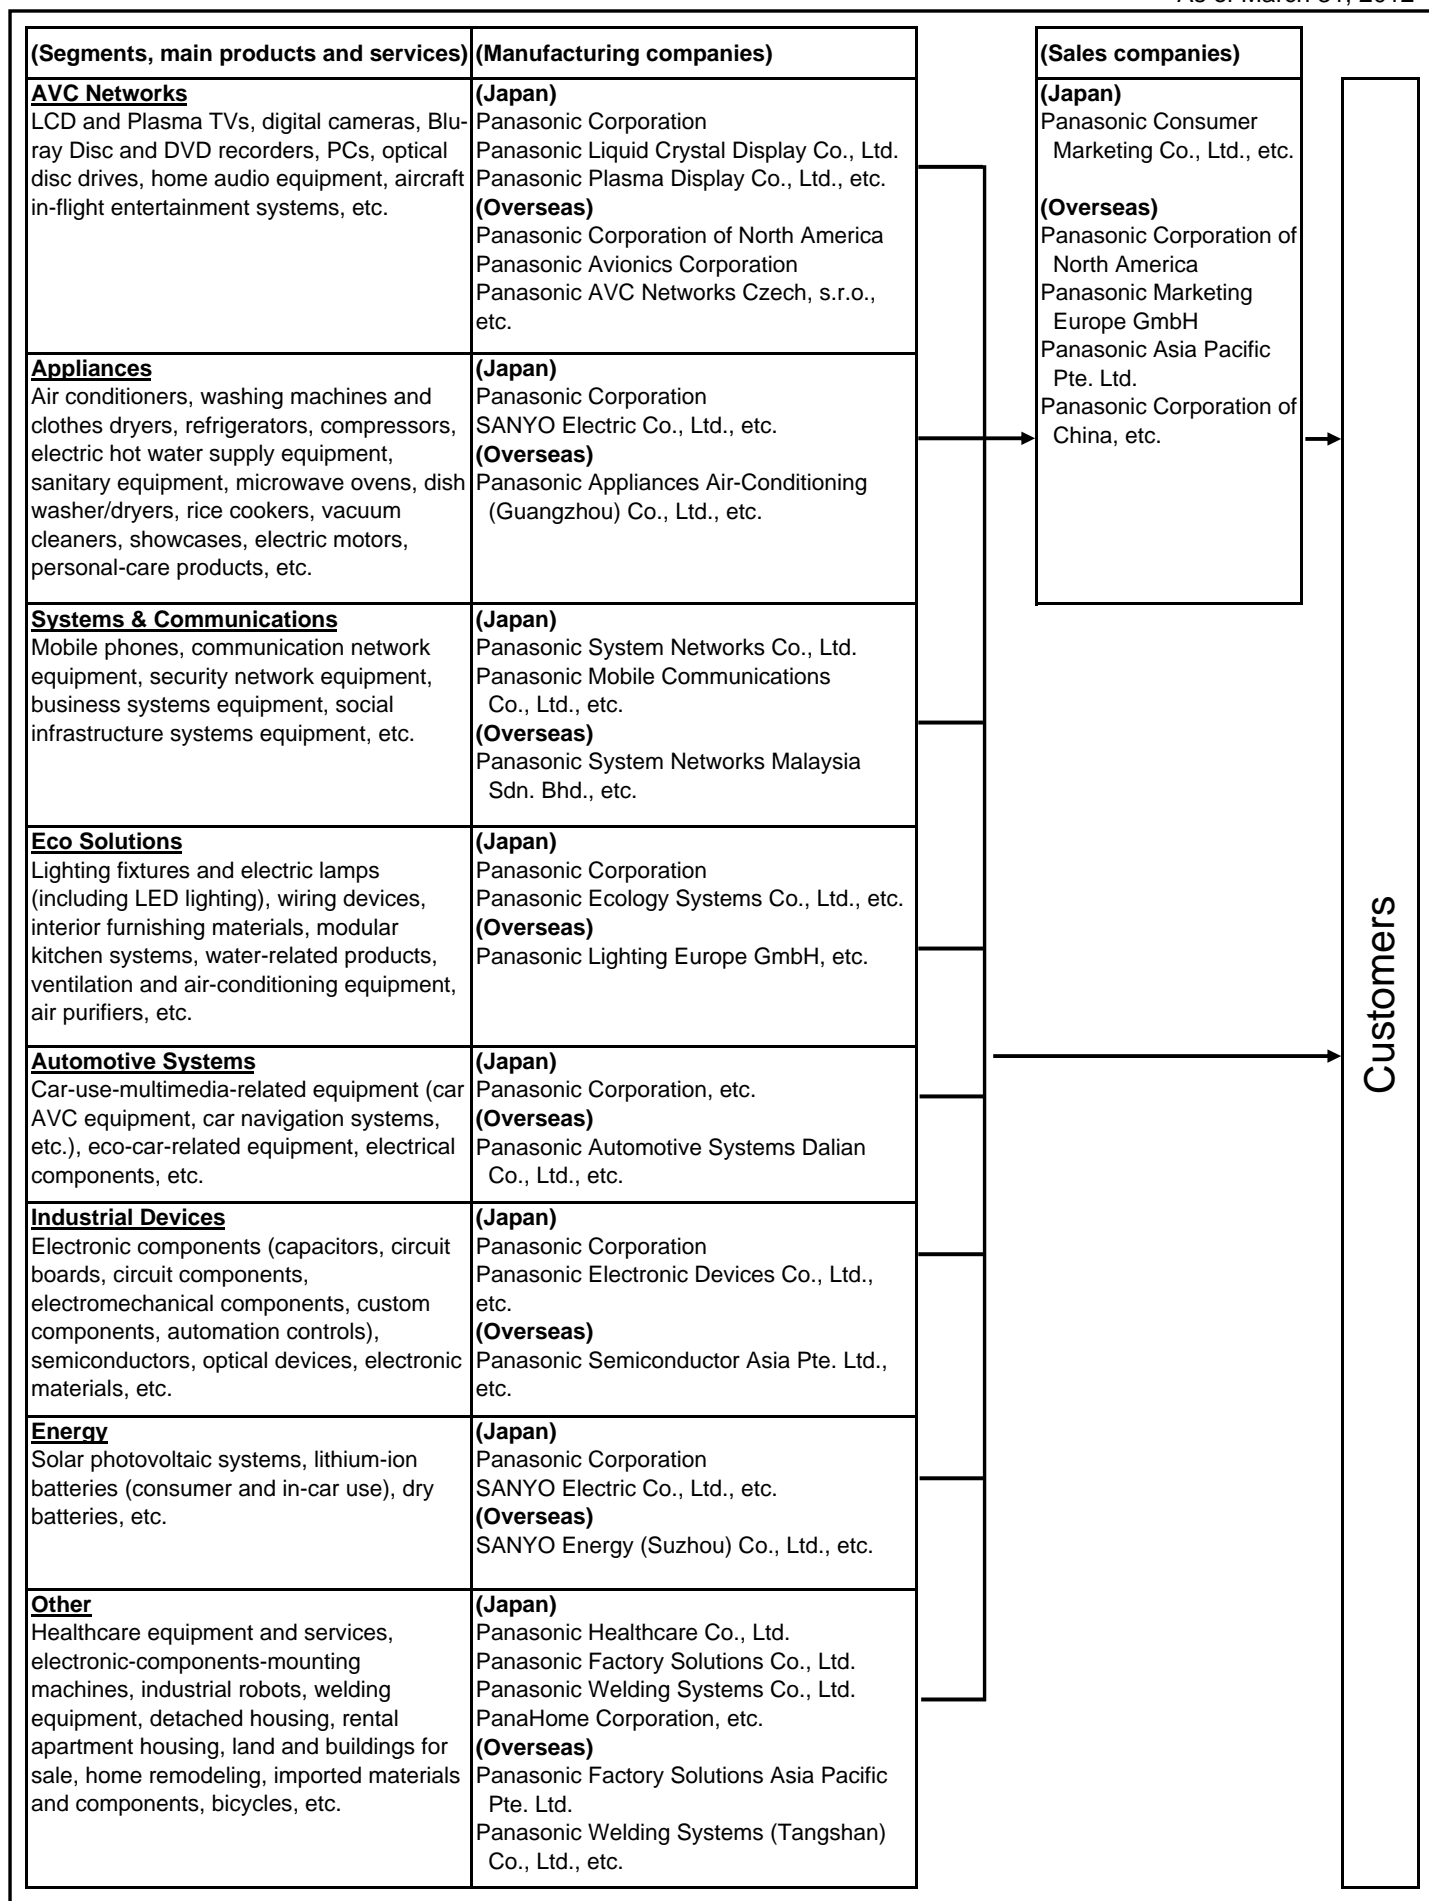 (Segments, main products and services)
(Manufacturing companies)
(Sales companies)
AVC Networks
LCD and Plasma TVs, digital cameras, Blu-
ray Disc and DVD recorders, PCs, optical
disc drives, home audio equipment, aircraft
in-flight entertainment systems, etc.
(Japan)
Panasonic Corporation
Panasonic Liquid Crystal Display Co., Ltd.
Panasonic Plasma Display Co., Ltd., etc.
(Overseas)
Panasonic Corporation of North America
Panasonic Avionics Corporation
Panasonic AVC Networks Czech, s.r.o.,
etc.
(Japan)
Panasonic Consumer
Marketing Co., Ltd., etc.
(Overseas)
Panasonic Corporation of
North America
Panasonic Marketing
Europe GmbH
Panasonic Asia Pacific
Pte. Ltd.
Panasonic Corporation of
China, etc.
Appliances
Air conditioners, washing machines and
clothes dryers, refrigerators, compressors,
electric hot water supply equipment,
sanitary equipment, microwave ovens, dish
washer/dryers, rice cookers, vacuum
cleaners, showcases, electric motors,
personal-care products, etc.
(Japan)
Panasonic Corporation
SANYO Electric Co., Ltd., etc.
(Overseas)
Panasonic Appliances Air-Conditioning
(Guangzhou) Co., Ltd., etc.
Systems & Communications
Mobile phones, communication network
equipment, security network equipment,
business systems equipment, social
infrastructure systems equipment, etc.
(Japan)
Panasonic System Networks Co., Ltd.
Panasonic Mobile Communications
Co., Ltd., etc.
(Overseas)
Panasonic System Networks Malaysia
Sdn. Bhd., etc.
Eco Solutions
Lighting fixtures and electric lamps
(including LED lighting), wiring devices,
interior furnishing materials, modular
kitchen systems, water-related products,
ventilation and air-conditioning equipment,
air purifiers, etc.
(Japan)
Panasonic Corporation
Panasonic Ecology Systems Co., Ltd., etc.
(Overseas)
Panasonic Lighting Europe GmbH, etc.
Automotive Systems
Car-use-multimedia-related equipment (car
AVC equipment, car navigation systems,
etc.), eco-car-related equipment, electrical
components, etc.
(Japan)
Panasonic Corporation, etc.
(Overseas)
Panasonic Automotive Systems Dalian
Co., Ltd., etc.
Industrial Devices
Electronic components (capacitors, circuit
boards, circuit components,
electromechanical components, custom
components, automation controls),
semiconductors, optical devices, electronic
materials, etc.
(Japan)
Panasonic Corporation
Panasonic Electronic Devices Co., Ltd.,
etc.
(Overseas)
Panasonic Semiconductor Asia Pte. Ltd.,
etc.
Energy
Solar photovoltaic systems, lithium-ion
batteries (consumer and in-car use), dry
batteries, etc.
(Japan)
Panasonic Corporation
SANYO Electric Co., Ltd., etc.
(Overseas)
SANYO Energy (Suzhou) Co., Ltd., etc.
Other
Healthcare equipment and services,
electronic-components-mounting
machines, industrial robots, welding
equipment, detached housing, rental
apartment housing, land and buildings for
sale, home remodeling, imported materials
and components, bicycles, etc.
(Japan)
Panasonic Healthcare Co., Ltd.
Panasonic Factory Solutions Co., Ltd.
Panasonic Welding Systems Co., Ltd.
PanaHome Corporation, etc.
(Overseas)
Panasonic Factory Solutions Asia Pacific
Pte. Ltd.
Panasonic Welding Systems (Tangshan)
Co., Ltd., etc.
Customers